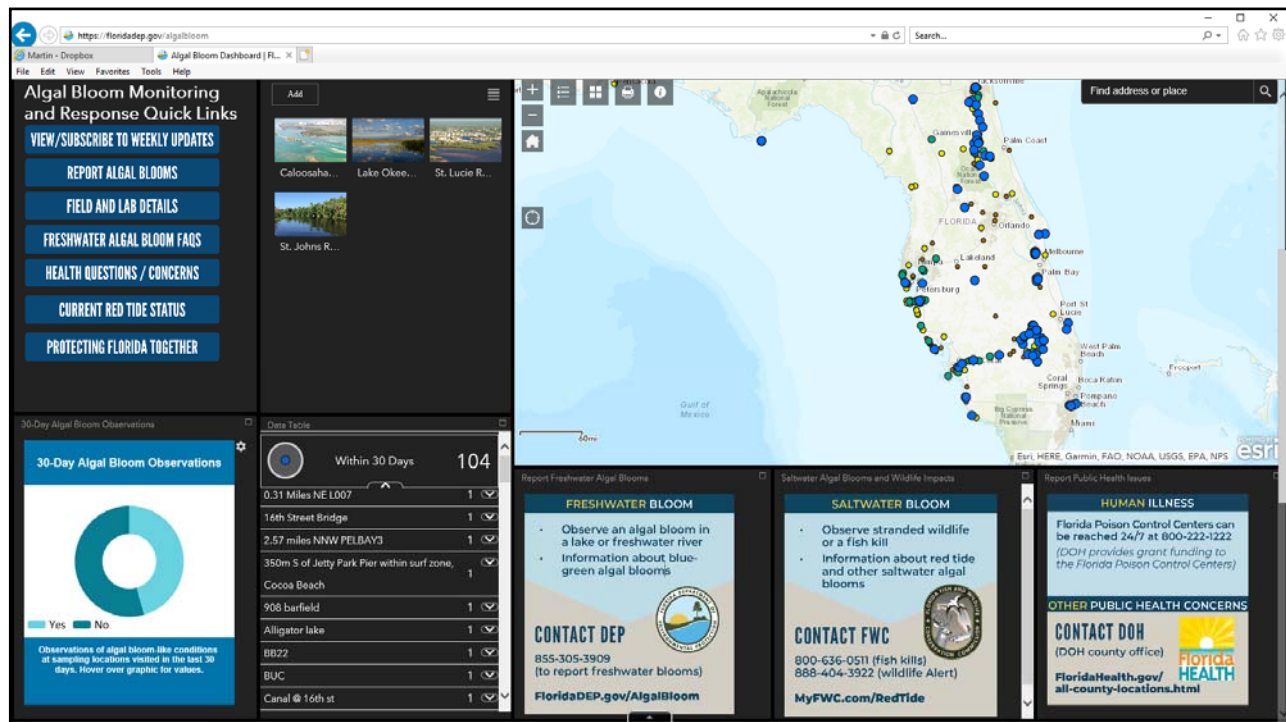 https://floridadep.gov/algalbloom
Search...
Martin - Dropbox
Algal Bloom Dashboard | Fl...
File Edit View Favorites Tools Help
Algal Bloom Monitoring
and Response Quick Links
VIEW/SUBSCRIBE TO WEEKLY UPDATES
REPORT ALGAL BLOOMS
FIELD AND LAB DETAILS
FRESHWATER ALGAL BLOOM FAQS
HEALTH QUESTIONS / CONCERNS
CURRENT RED TIDE STATUS
PROTECTING FLORIDA TOGETHER
Add
Caloosaha...
Lake Okee...
St. Lucie R...
St. Johns R...
Find address or place
Jacksonville
Apalachicola
National
Forest
Gainesvill
Palm Coast
Ocala
National
Forest
FLORIDA
Orlando
Melbourne
Lakeland
Palm Bay
Petersburg
Port St
Lucie
West Palm
Beach
Freeport
Coral
Springs
Boca Raton
Pompano
Beach
Big Cypress
National
Preserve
Miami
Gulf of
Mexico
60mi
Esri, HERE, Garmin, FAO, NOAA, USGS, EPA, NPS
esri
30-Day Algal Bloom Observations
30-Day Algal Bloom Observations
Yes No
Observations of algal bloom-like conditions
at sampling locations visited in the last 30
days. Hover over graphic for values.
Data Table
Within 30 Days 104
0.31 Miles NE L007 1
16th Street Bridge 1
2.57 miles NNW PELBAY3 1
350m S of Jetty Park Pier within surf zone,
Cocoa Beach 1
908 barfield 1
Alligator lake 1
BB22 1
BUC 1
Canal @ 16th st 1
Report Freshwater Algal Blooms
FRESHWATER BLOOM
• Observe an algal bloom in
a lake or freshwater river
• Information about blue-
green algal blooms
CONTACT DEP
855-305-3909
(to report freshwater blooms)
FloridaDEP.gov/AlgalBloom
Saltwater Algal Blooms and Wildlife Impacts
SALTWATER BLOOM
• Observe stranded wildlife
or a fish kill
• Information about red tide
and other saltwater algal
blooms
CONTACT FWC
800-636-0511 (fish kills)
888-404-3922 (wildlife Alert)
MyFWC.com/RedTide
Report Public Health Issues
HUMAN ILLNESS
Florida Poison Control Centers can
be reached 24/7 at 800-222-1222
(DOH provides grant funding to
the Florida Poison Control Centers)
OTHER PUBLIC HEALTH CONCERNS
CONTACT DOH
(DOH county office)
FloridaHealth.gov/
all-county-locations.html
Florida
HEALTH